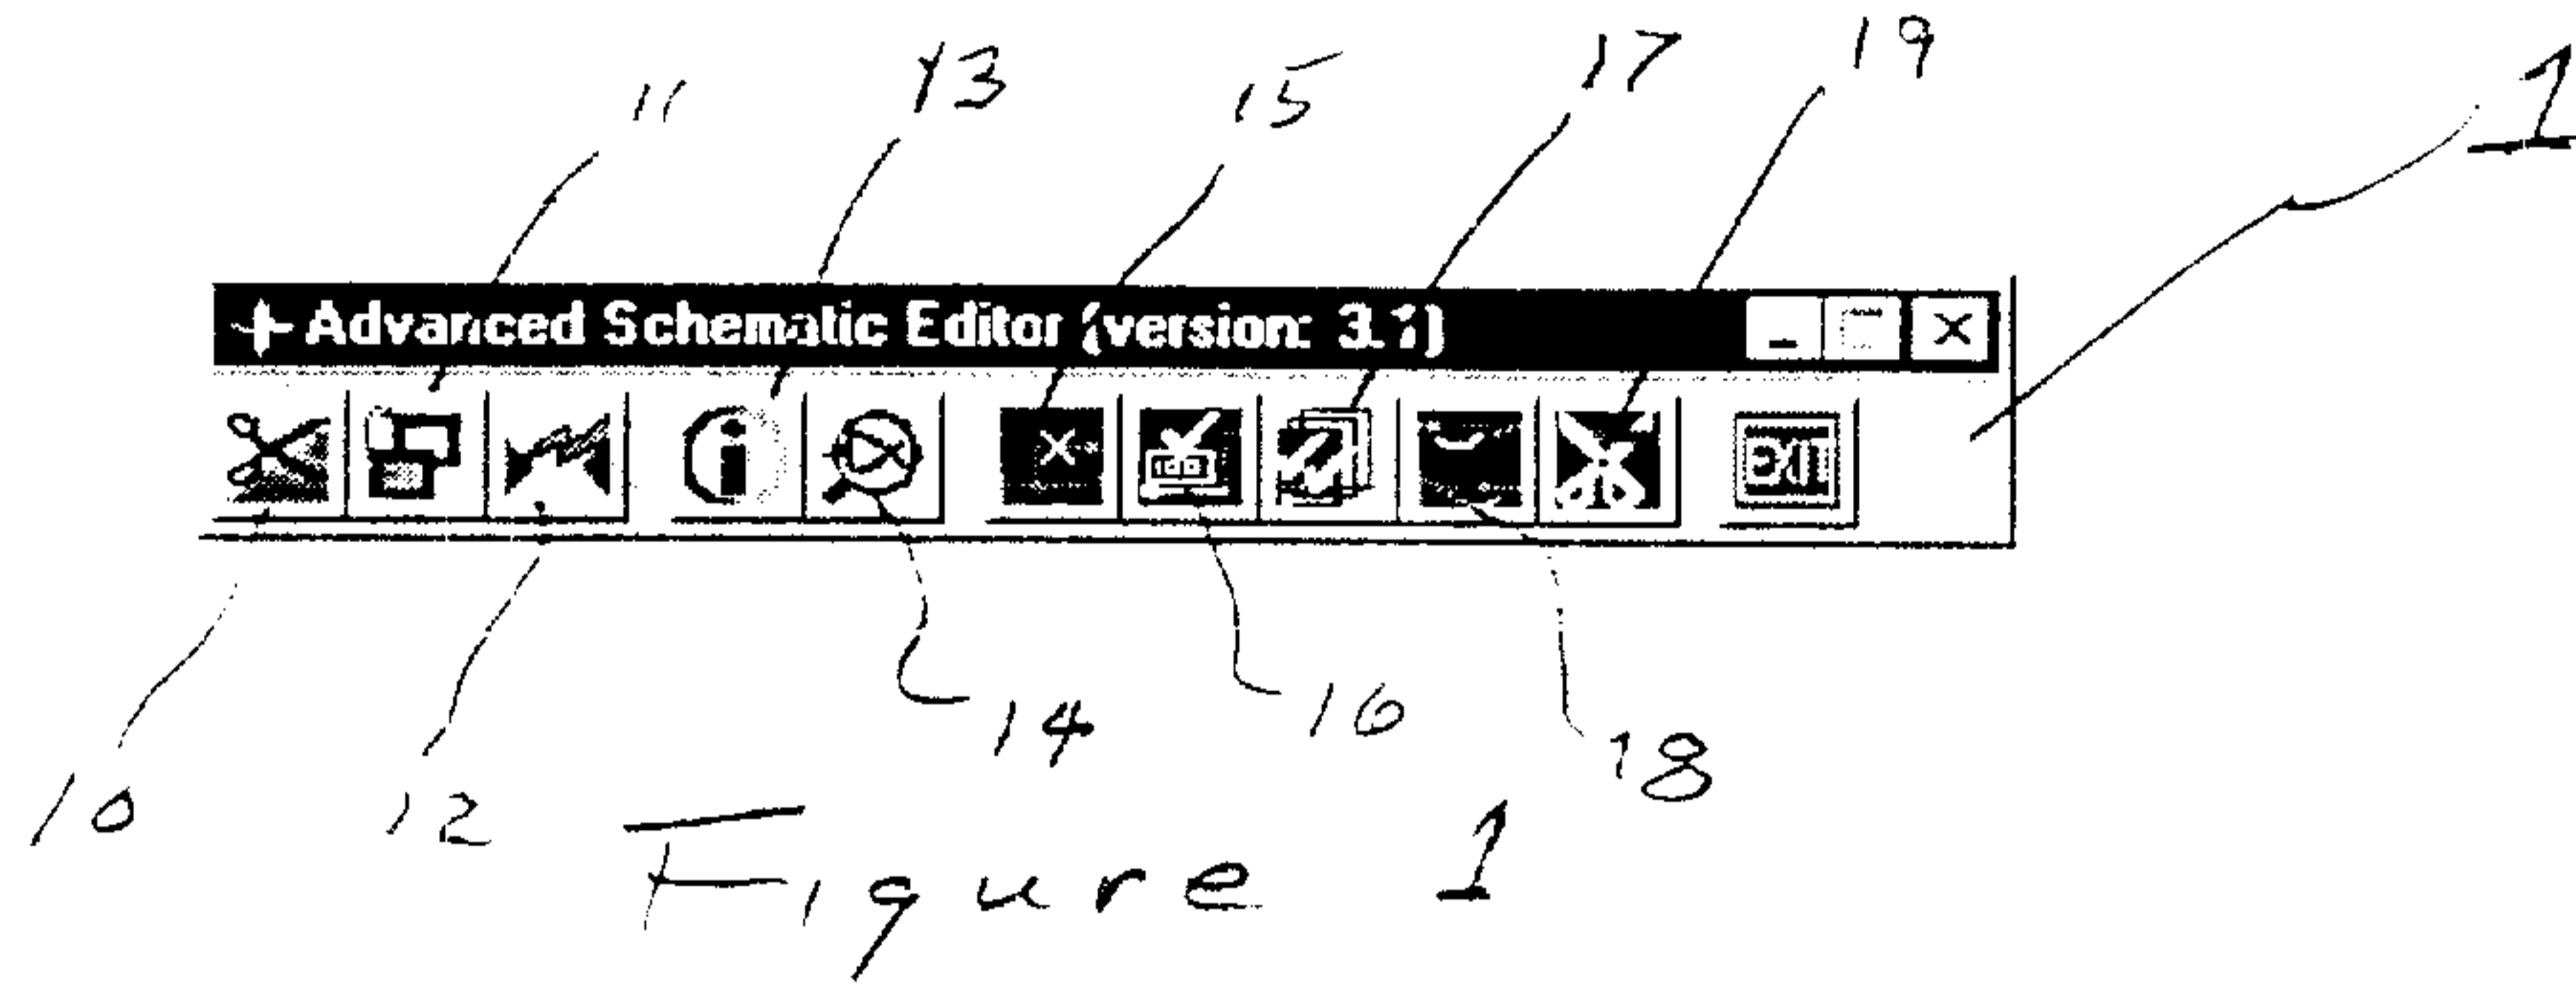 11 13 15 17 19 1
Advanced Schematic Editor (version: 3.1)
EXIT
10 12 14 16 18
Figure 1